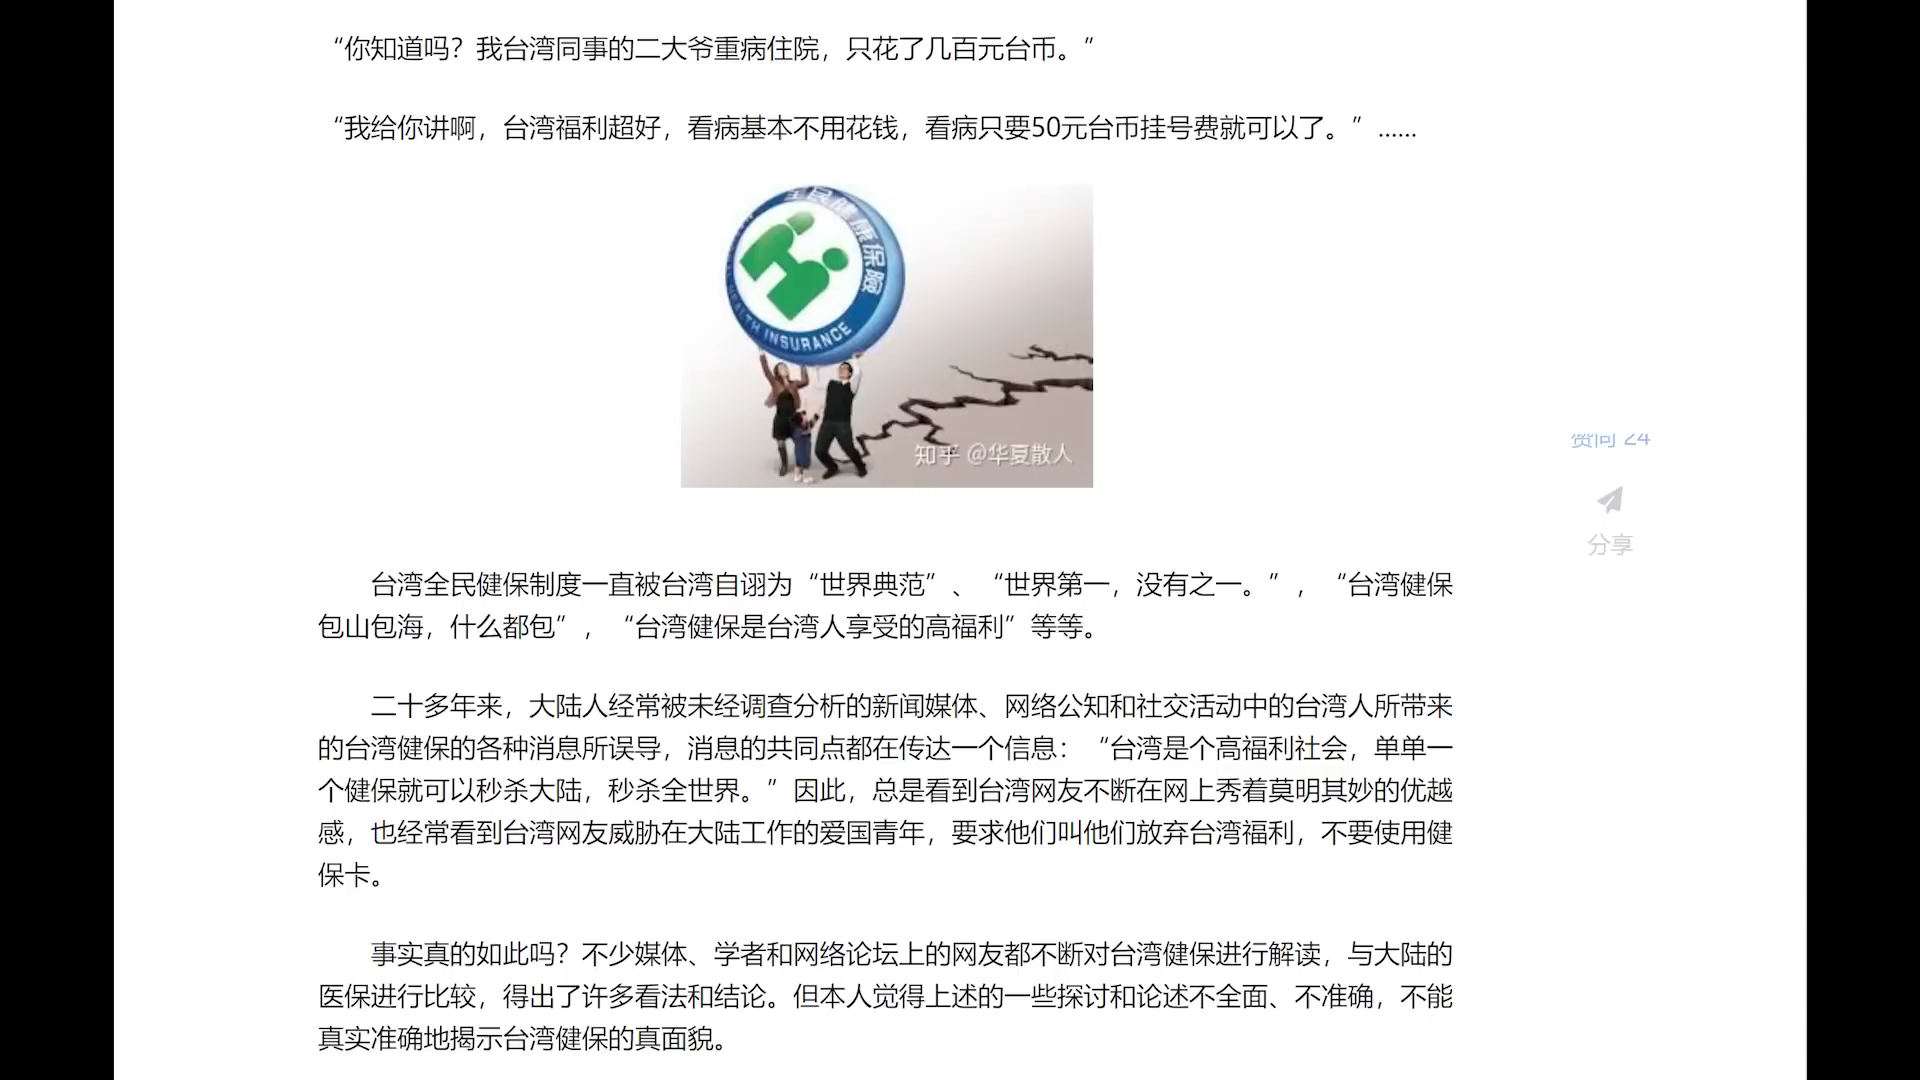 “你知道吗？我台湾同事的二大爷重病住院，只花了几百元台币。”
“我给你讲啊，台湾福利超好，看病基本不用花钱，看病只要50元台币挂号费就可以了。”……
全民健康保險
HEALTH INSURANCE
知乎 @华夏散人
赞同 24
分享
台湾全民健保制度一直被台湾自诩为“世界典范”、“世界第一，没有之一。”，“台湾健保
包山包海，什么都包”，“台湾健保是台湾人享受的高福利”等等。
二十多年来，大陆人经常被未经调查分析的新闻媒体、网络公知和社交活动中的台湾人所带来
的台湾健保的各种消息所误导，消息的共同点都在传达一个信息：“台湾是个高福利社会，单单一
个健保就可以秒杀大陆，秒杀全世界。”因此，总是看到台湾网友不断在网上秀着莫明其妙的优越
感，也经常看到台湾网友威胁在大陆工作的爱国青年，要求他们叫他们放弃台湾福利，不要使用健
保卡。
事实真的如此吗？不少媒体、学者和网络论坛上的网友都不断对台湾健保进行解读，与大陆的
医保进行比较，得出了许多看法和结论。但本人觉得上述的一些探讨和论述不全面、不准确，不能
真实准确地揭示台湾健保的真面貌。